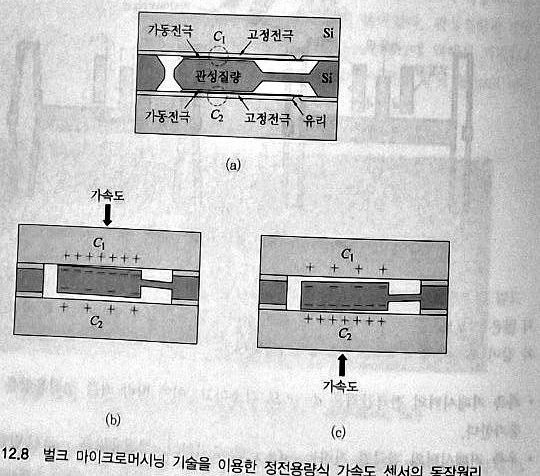 가동전극 C₁ 고정전극 Si
관성질량 Si
가동전극 C₂ 고정전극 유리
(a)
가속도
C₁
+ + + + + + +
C₂
+ + + +
(b)
C₁
+ + + +
C₂
+ + + + + + +
가속도
(c)
12.8 벌크 마이크로머시닝 기술을 이용한 정전용량식 가속도 센서의 동작원리